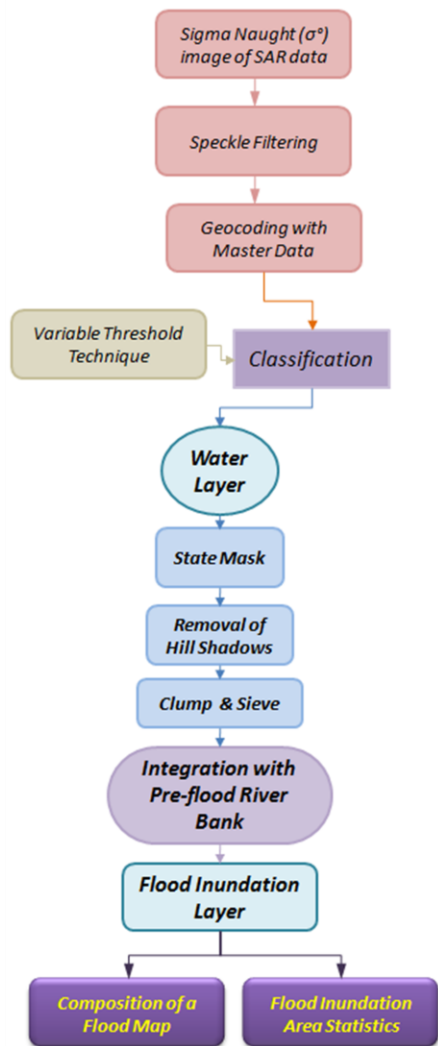 Sigma Naught (σ°)
image of SAR data
Speckle Filtering
Geocoding with
Master Data
Variable Threshold
Technique
Classification
Water
Layer
State Mask
Removal of
Hill Shadows
Clump & Sieve
Integration with
Pre-flood River
Bank
Flood Inundation
Layer
Composition of a
Flood Map
Flood Inundation
Area Statistics